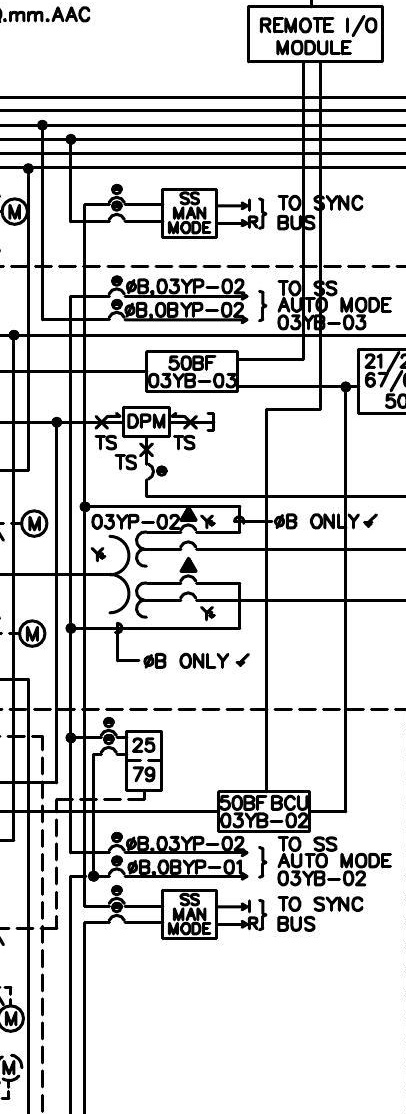 Q.mm.AAC
REMOTE I/O
MODULE
SS
MAN
MODE
I
R
TO SYNC
BUS
M
øB,03YP-02
øB,0BYP-02
TO SS
AUTO MODE
03YB-03
50BF
03YB-03
21/2
67/6
50
DPM
TS
TS
TS
03YP-02
Y
øB ONLY ✓
M
Y
Y
M
øB ONLY ✓
25
79
50BF BCU
03YB-02
øB,03YP-02
øB,0BYP-01
TO SS
AUTO MODE
03YB-02
SS
MAN
MODE
I
R
TO SYNC
BUS
M
M